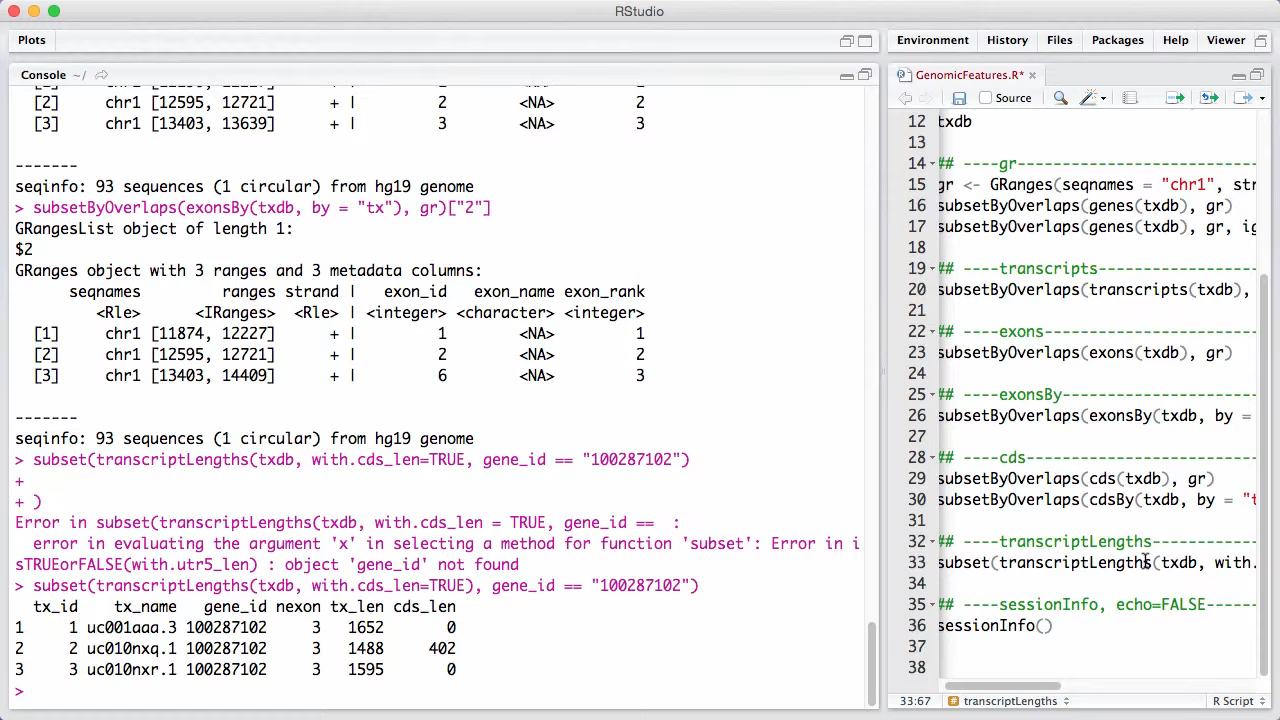 RStudio
Plots
Console ~/
[2] chr1 [12595, 12721] + | 2 <NA> 2
[3] chr1 [13403, 13639] + | 3 <NA> 3
-------
seqinfo: 93 sequences (1 circular) from hg19 genome
> subsetByOverlaps(exonsBy(txdb, by = "tx"), gr)["2"]
GRangesList object of length 1:
$2
GRanges object with 3 ranges and 3 metadata columns:
seqnames ranges strand | exon_id exon_name exon_rank
<Rle> <IRanges> <Rle> | <integer> <character> <integer>
[1] chr1 [11874, 12227] + | 1 <NA> 1
[2] chr1 [12595, 12721] + | 2 <NA> 2
[3] chr1 [13403, 14409] + | 6 <NA> 3
-------
seqinfo: 93 sequences (1 circular) from hg19 genome
> subset(transcriptLengths(txdb, with.cds_len=TRUE, gene_id == "100287102")
+
+ )
Error in subset(transcriptLengths(txdb, with.cds_len = TRUE, gene_id ==  :
error in evaluating the argument 'x' in selecting a method for function 'subset': Error in i
sTRUEorFALSE(with.utr5_len) : object 'gene_id' not found
> subset(transcriptLengths(txdb, with.cds_len=TRUE), gene_id == "100287102")
tx_id tx_name gene_id nexon tx_len cds_len
1 1 uc001aaa.3 100287102 3 1652 0
2 2 uc010nxq.1 100287102 3 1488 402
3 3 uc010nxr.1 100287102 3 1595 0
>
Environment History Files Packages Help Viewer
GenomicFeatures.R*
Source
12 txdb
13
14 ## ----gr------------------------
15 gr <- GRanges(seqnames = "chr1", str
16 subsetByOverlaps(genes(txdb), gr)
17 subsetByOverlaps(genes(txdb), gr, ig
18
19 ## ----transcripts------------------
20 subsetByOverlaps(transcripts(txdb),
21
22 ## ----exons------------------------
23 subsetByOverlaps(exons(txdb), gr)
24
25 ## ----exonsBy----------------------
26 subsetByOverlaps(exonsBy(txdb, by =
27
28 ## ----cds--------------------------
29 subsetByOverlaps(cds(txdb), gr)
30 subsetByOverlaps(cdsBy(txdb, by = "t
31
32 ## ----transcriptLengths------------
33 subset(transcriptLengths(txdb, with.
34
35 ## ----sessionInfo, echo=FALSE------
36 sessionInfo()
37
38
33:67 # transcriptLengths R Script